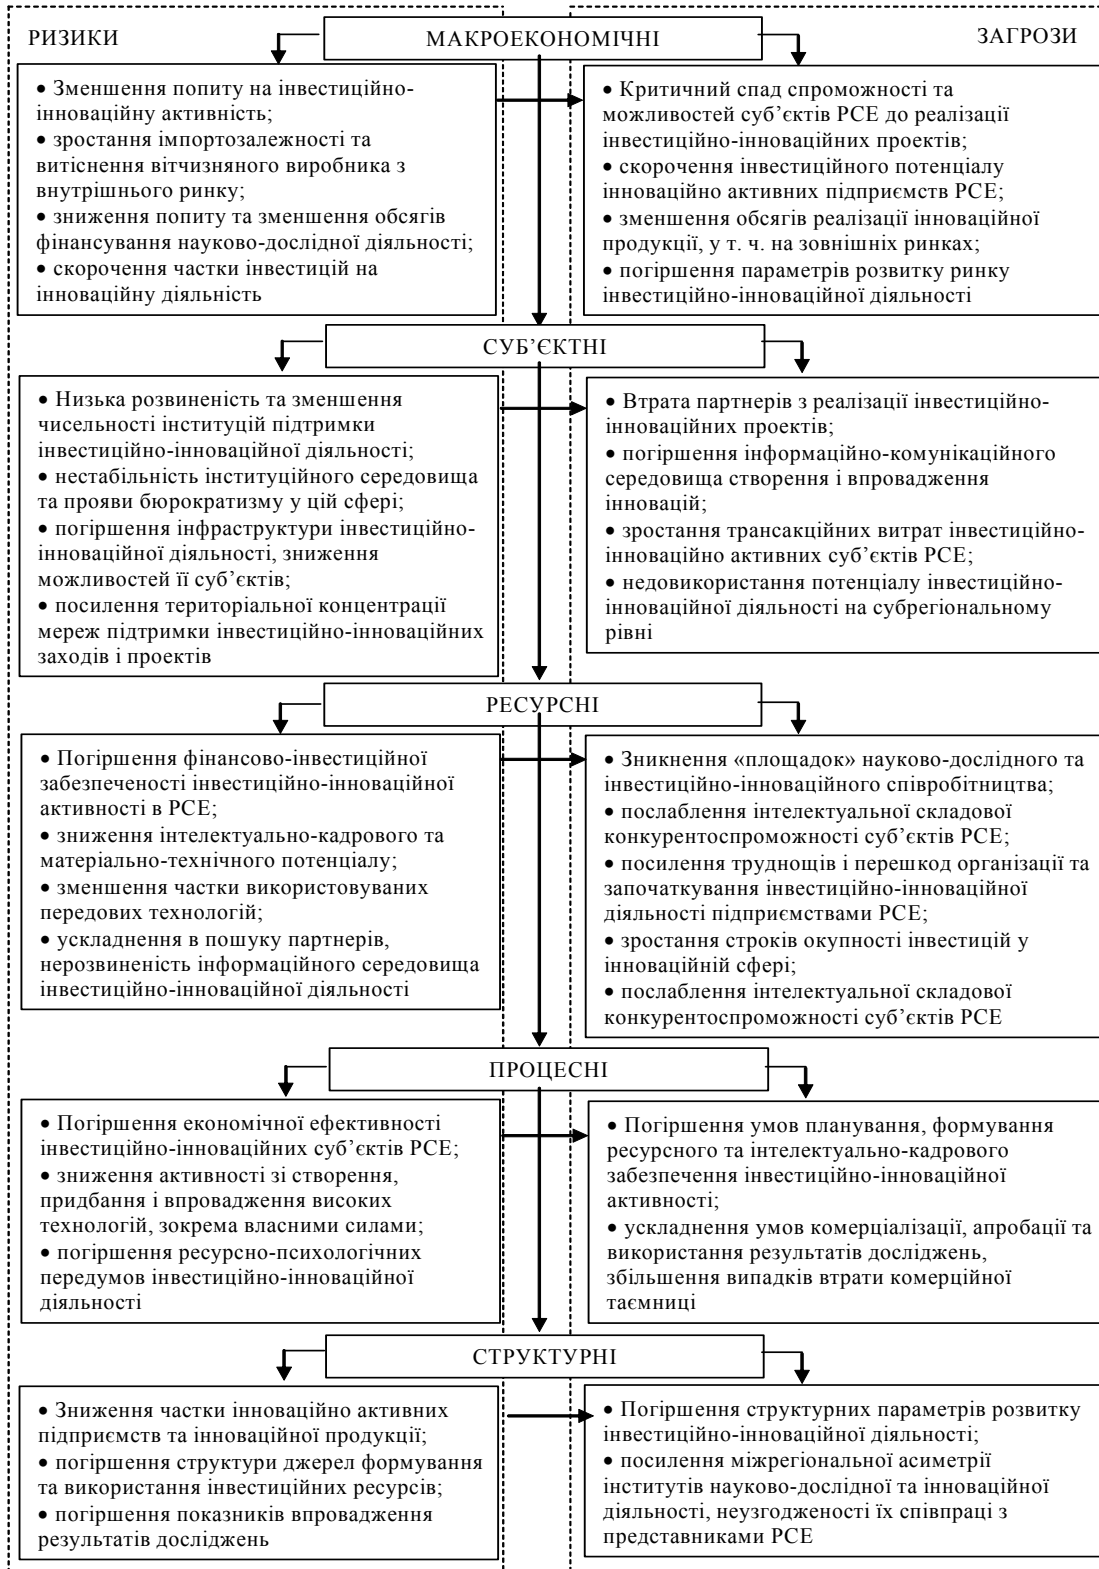 РИЗИКИ
МАКРОЕКОНОМІЧНІ
ЗАГРОЗИ
• Зменшення попиту на інвестиційно-
інноваційну активність;
• зростання імпортозалежності та
витіснення вітчизняного виробника з
внутрішнього ринку;
• зниження попиту та зменшення обсягів
фінансування науково-дослідної діяльності;
• скорочення частки інвестицій на
інноваційну діяльність
• Критичний спад спроможності та
можливостей суб’єктів РСЕ до реалізації
інвестиційно-інноваційних проектів;
• скорочення інвестиційного потенціалу
інноваційно активних підприємств РСЕ;
• зменшення обсягів реалізації інноваційної
продукції, у т. ч. на зовнішніх ринках;
• погіршення параметрів розвитку ринку
інвестиційно-інноваційної діяльності
СУБ’ЄКТНІ
• Низька розвиненість та зменшення
чисельності інституцій підтримки
інвестиційно-інноваційної діяльності;
• нестабільність інституційного середовища
та прояви бюрократизму у цій сфері;
• погіршення інфраструктури інвестиційно-
інноваційної діяльності, зниження
можливостей її суб’єктів;
• посилення територіальної концентрації
мереж підтримки інвестиційно-інноваційних
заходів і проектів
• Втрата партнерів з реалізації інвестиційно-
інноваційних проектів;
• погіршення інформаційно-комунікаційного
середовища створення і впровадження
інновацій;
• зростання трансакційних витрат інвестиційно-
інноваційно активних суб’єктів РСЕ;
• недовикористання потенціалу інвестиційно-
інноваційної діяльності на субрегіональному
рівні
РЕСУРСНІ
• Погіршення фінансово-інвестиційної
забезпеченості інвестиційно-інноваційної
активності в РСЕ;
• зниження інтелектуально-кадрового та
матеріально-технічного потенціалу;
• зменшення частки використовуваних
передових технологій;
• ускладнення в пошуку партнерів,
нерозвиненість інформаційного середовища
інвестиційно-інноваційної діяльності
• Зникнення «площадок» науково-дослідного та
інвестиційно-інноваційного співробітництва;
• послаблення інтелектуальної складової
конкурентоспроможності суб’єктів РСЕ;
• посилення труднощів і перешкод організації та
започаткування інвестиційно-інноваційної
діяльності підприємствами РСЕ;
• зростання строків окупності інвестицій у
інноваційній сфері;
• послаблення інтелектуальної складової
конкурентоспроможності суб’єктів РСЕ
ПРОЦЕСНІ
• Погіршення економічної ефективності
інвестиційно-інноваційних суб’єктів РСЕ;
• зниження активності зі створення,
придбання і впровадження високих
технологій, зокрема власними силами;
• погіршення ресурсно-психологічних
передумов інвестиційно-інноваційної
діяльності
• Погіршення умов планування, формування
ресурсного та інтелектуально-кадрового
забезпечення інвестиційно-інноваційної
активності;
• ускладнення умов комерціалізації, апробації та
використання результатів досліджень,
збільшення випадків втрати комерційної
таємниці
СТРУКТУРНІ
• Зниження частки інноваційно активних
підприємств та інноваційної продукції;
• погіршення структури джерел формування
та використання інвестиційних ресурсів;
• погіршення показників впровадження
результатів досліджень
• Погіршення структурних параметрів розвитку
інвестиційно-інноваційної діяльності;
• посилення міжрегіональної асиметрії
інститутів науково-дослідної та інноваційної
діяльності, неузгодженості їх співпраці з
представниками РСЕ